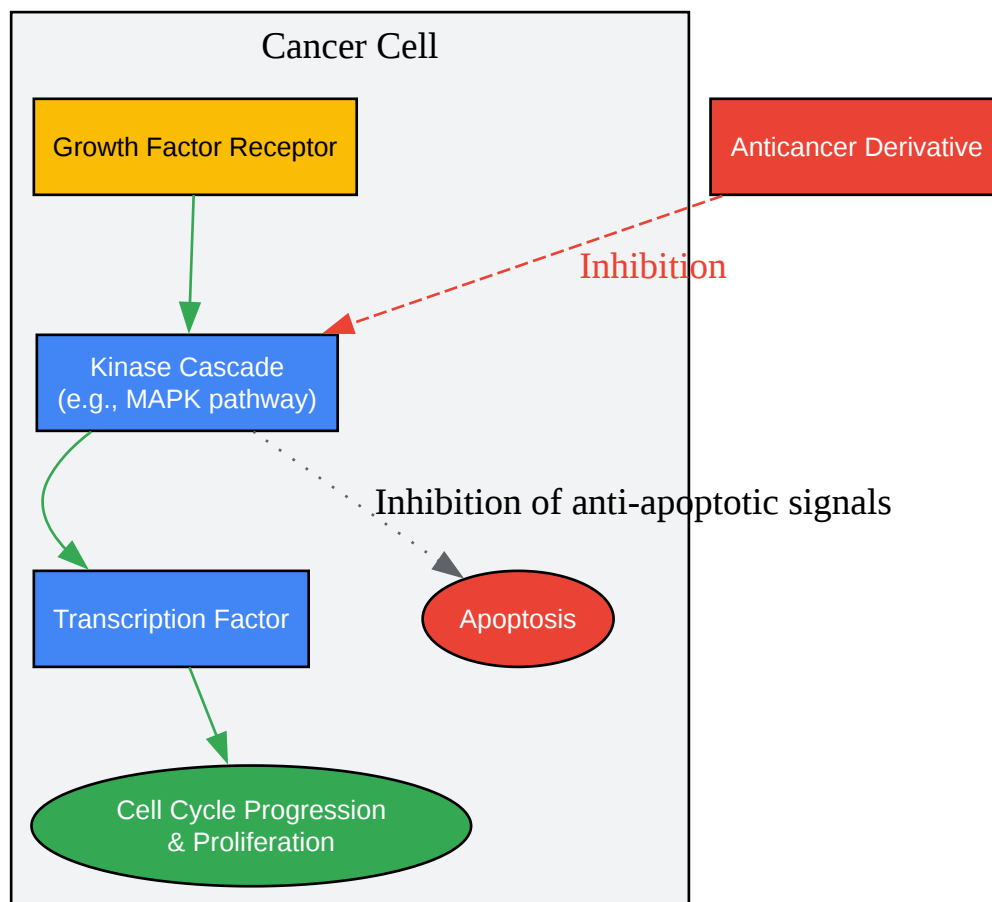 Cancer Cell
Growth Factor Receptor
Anticancer Derivative
Inhibition
Kinase Cascade
(e.g., MAPK pathway)
Inhibition of anti-apoptotic signals
Transcription Factor
Apoptosis
Cell Cycle Progression
& Proliferation